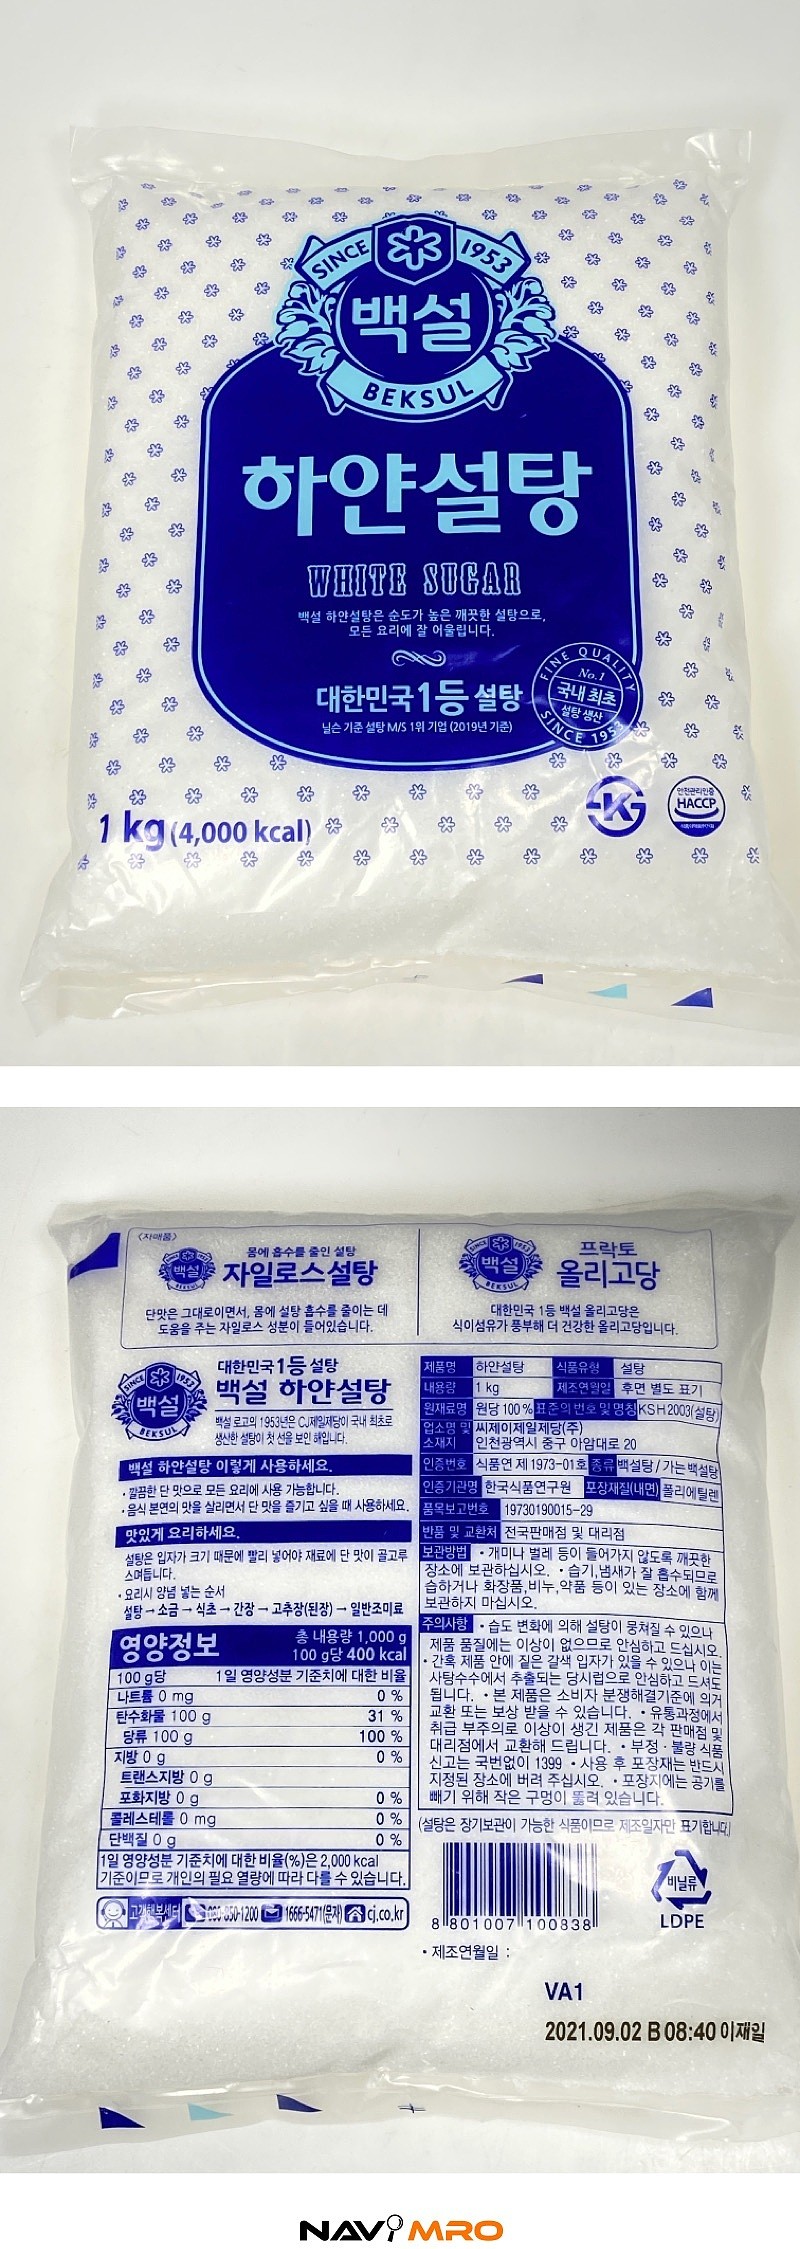 SINCE 1953
백설
BEKSUL
하얀설탕
WHITE SUGAR
백설 하얀설탕은 순도가 높은 깨끗한 설탕으로,
모든 요리에 잘 어울립니다.
대한민국1등 설탕
닐슨 기준 설탕 M/S 1위 기업 (2019년 기준)
FINE QUALITY
No.1
국내 최초
설탕 생산
SINCE 1953
K
안전관리인증
HACCP
1 kg (4,000 kcal)
<자매품>
SINCE 1953
백설
BEKSUL
몸에 흡수를 줄인 설탕
자일로스설탕
단맛은 그대로이면서, 몸에 설탕 흡수를 줄이는 데
도움을 주는 자일로스 성분이 들어있습니다.
SINCE 1953
백설
BEKSUL
프락토
올리고당
대한민국 1등 백설 올리고당은
식이섬유가 풍부해 더 건강한 올리고당입니다.
SINCE 1953
백설
BEKSUL
대한민국1등 설탕
백설 하얀설탕
백설 로고의 1953년은 CJ제일제당이 국내 최초로
생산한 설탕이 첫 선을 보인 해입니다.
백설 하얀설탕 이렇게 사용하세요.
· 깔끔한 단 맛으로 모든 요리에 사용 가능합니다.
· 음식 본연의 맛을 살리면서 단 맛을 즐기고 싶을 때 사용하세요.
맛있게 요리하세요.
설탕은 입자가 크기 때문에 빨리 넣어야 재료에 단 맛이 골고루
스며듭니다.
· 요리시 양념 넣는 순서
설탕 → 소금 → 식초 → 간장 → 고추장(된장) → 일반조미료
영양정보 총 내용량 1,000 g
100 g당 400 kcal
100 g당 1일 영양성분 기준치에 대한 비율
나트륨 0 mg 0 %
탄수화물 100 g 31 %
당류 100 g 100 %
지방 0 g 0 %
트랜스지방 0 g
포화지방 0 g 0 %
콜레스테롤 0 mg 0 %
단백질 0 g 0 %
1일 영양성분 기준치에 대한 비율(%)은 2,000 kcal
기준이므로 개인의 필요 열량에 따라 다를 수 있습니다.
고객행복센터 080-850-1200 1666-5471(문자) cj.co.kr
제품명 하얀설탕 식품유형 설탕
내용량 1 kg 제조연월일 후면 별도 표기
원재료명 원당 100 % 표준의 번호 및 명칭 KS H 2003(설탕)
업소명 및 소재지 씨제이제일제당(주)
인천광역시 중구 아암대로 20
인증번호 식품연 제 1973-01호 종류 백설탕 / 가는 백설탕
인증기관명 한국식품연구원 포장재질(내면) 폴리에틸렌
품목보고번호 19730190015-29
반품 및 교환처 전국판매점 및 대리점
보관방법 · 개미나 벌레 등이 들어가지 않도록 깨끗한
장소에 보관하십시오. · 습기,냄새가 잘 흡수되므로
습하거나 화장품,비누,약품 등이 있는 장소에 함께
보관하지 마십시오.
주의사항 · 습도 변화에 의해 설탕이 뭉쳐질 수 있으나
제품 품질에는 이상이 없으므로 안심하고 드십시오.
· 간혹 제품 안에 짙은 갈색 입자가 있을 수 있으나 이는
사탕수수에서 추출되는 당시럽으로 안심하고 드셔도
됩니다. · 본 제품은 소비자 분쟁해결기준에 의거
교환 또는 보상 받을 수 있습니다. · 유통과정에서
취급 부주의로 이상이 생긴 제품은 각 판매점 및
대리점에서 교환해 드립니다. · 부정 · 불량 식품
신고는 국번없이 1399 · 사용 후 포장재는 반드시
지정된 장소에 버려 주십시오. · 포장지에는 공기를
빼기 위해 작은 구멍이 뚫려 있습니다.
(설탕은 장기보관이 가능한 식품이므로 제조일자만 표기합니다.)
8 801007 100838
비닐류
LDPE
· 제조연월일 :
VA1
2021.09.02 B 08:40 이재일
NAVIMRO